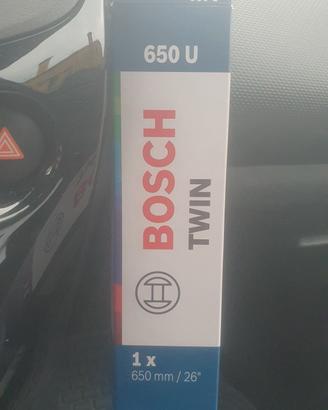 650 U
BOSCH
TWIN
1 x
650 mm / 26"